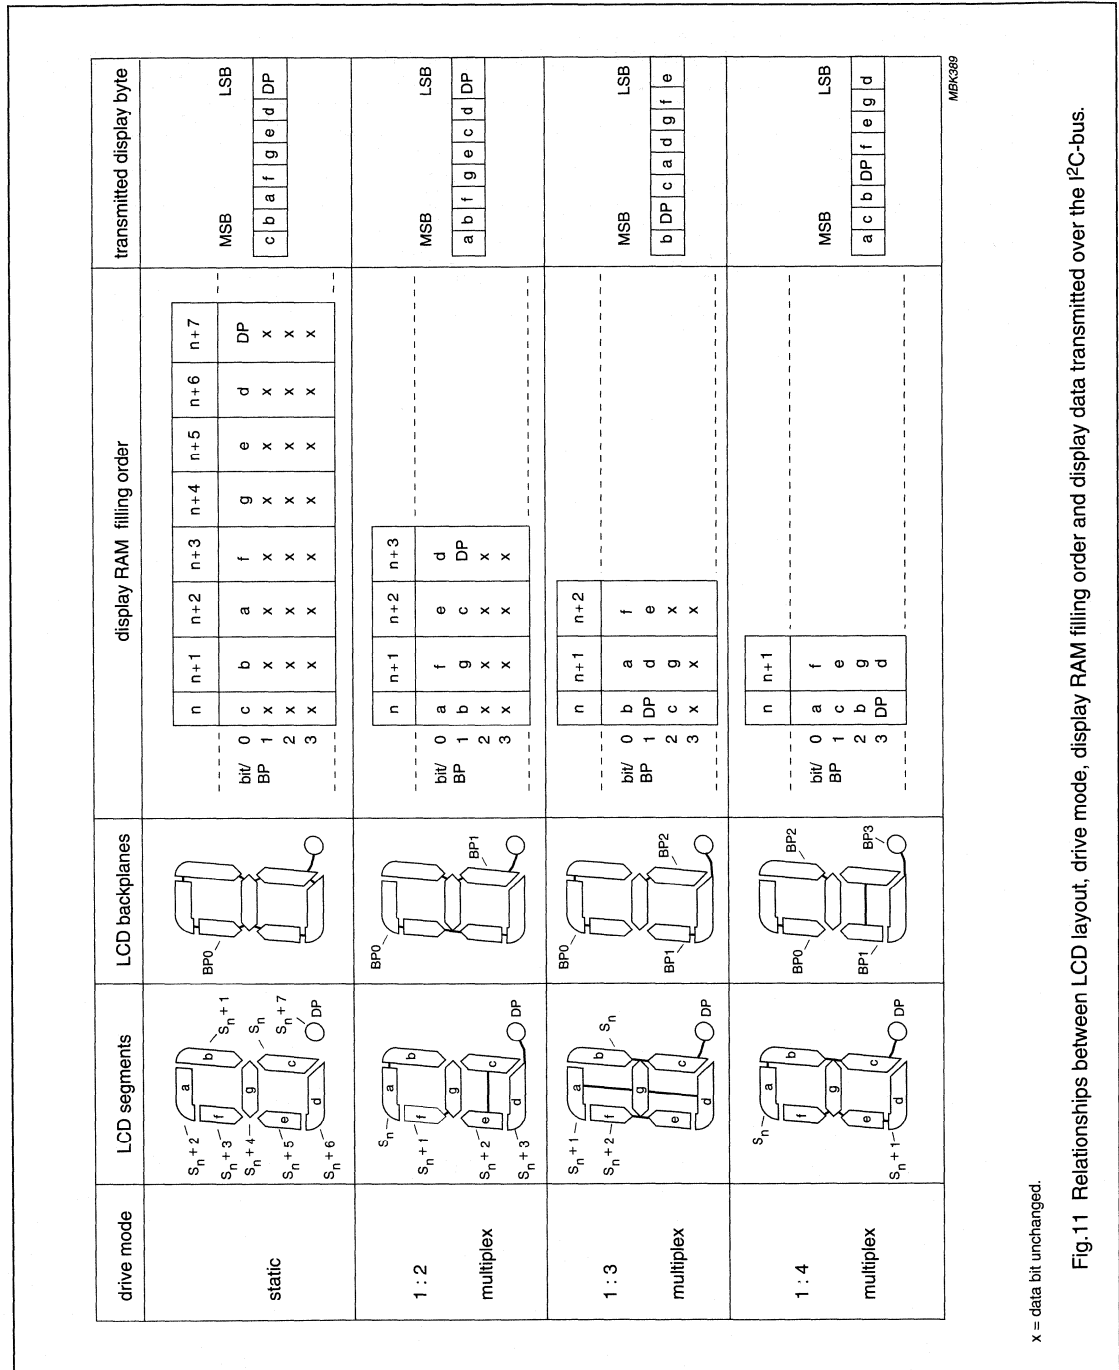 drive mode
LCD segments
LCD backplanes
display RAM filling order
transmitted display byte
static
Sn + 2
Sn + 3
Sn + 4
Sn + 5
Sn + 6
Sn + 1
Sn
Sn + 7
DP
a
b
f
g
e
c
d
BP0
n n+1 n+2 n+3 n+4 n+5 n+6 n+7
bit/ BP
0 c b a f g e d DP
1 x x x x x x x x
2 x x x x x x x x
3 x x x x x x x x
MSB LSB
c b a f g e d DP
1 : 2
multiplex
Sn
Sn + 1
Sn + 2
Sn + 3
DP
a
b
f
g
e
c
d
BP0
BP1
n n+1 n+2 n+3
bit/ BP
0 a f e d
1 b g c DP
2 x x x x
3 x x x x
MSB LSB
a b f g e c d DP
1 : 3
multiplex
Sn + 1
Sn + 2
Sn
DP
a
b
f
g
e
c
d
BP0
BP1
BP2
n n+1 n+2
bit/ BP
0 b a f
1 DP d e
2 c g x
3 x x x
MSB LSB
b DP c a d g f e
1 : 4
multiplex
Sn
Sn + 1
DP
a
b
f
g
e
c
d
BP0
BP1
BP2
BP3
n n+1
bit/ BP
0 a f
1 c e
2 b g
3 DP d
MSB LSB
a c b DP f e g d
MBK389
x = data bit unchanged.
Fig.11 Relationships between LCD layout, drive mode, display RAM filling order and display data transmitted over the I²C-bus.